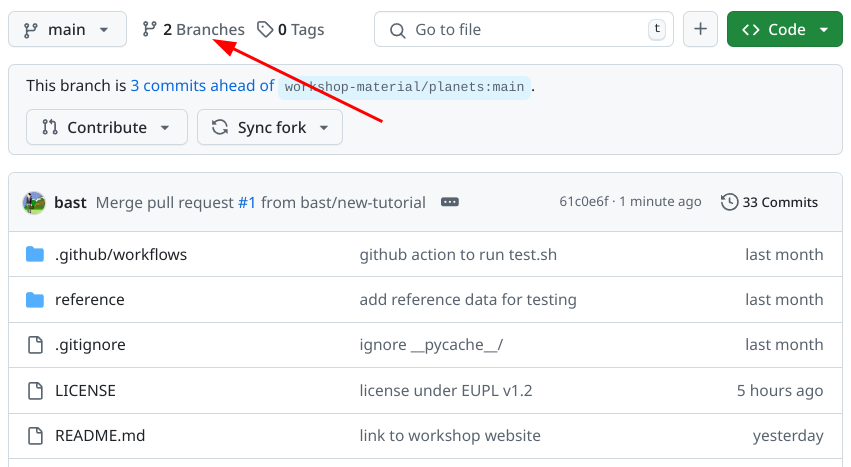 main 2 Branches 0 Tags Go to file t Code
This branch is 3 commits ahead of workshop-material/planets:main.
Contribute Sync fork
bast Merge pull request #1 from bast/new-tutorial 61c0e6f · 1 minute ago 33 Commits
.github/workflows github action to run test.sh last month
reference add reference data for testing last month
.gitignore ignore __pycache__/ last month
LICENSE license under EUPL v1.2 5 hours ago
README.md link to workshop website yesterday